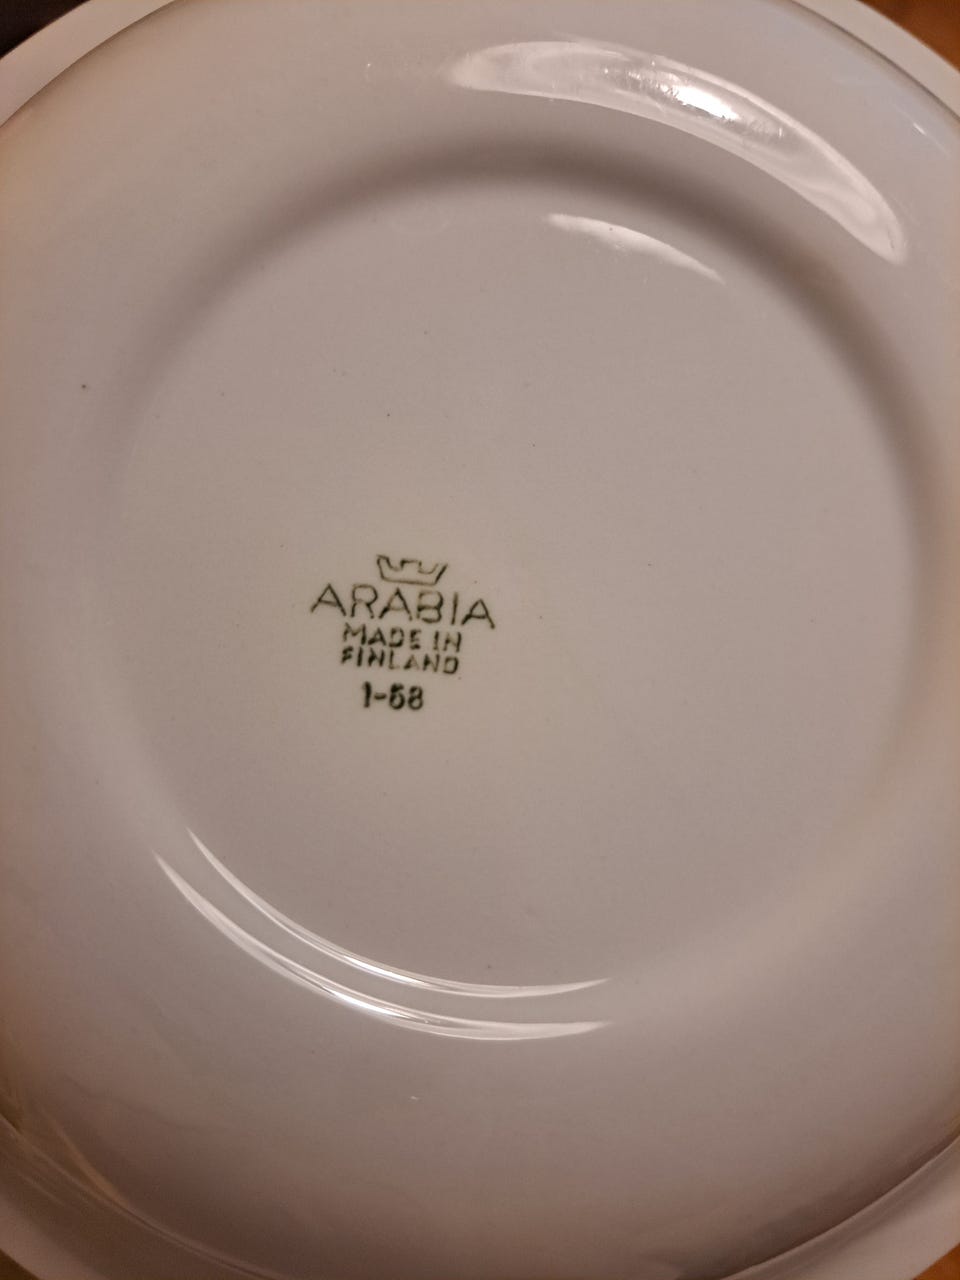 ARABIA
MADE IN
FINLAND
1-58